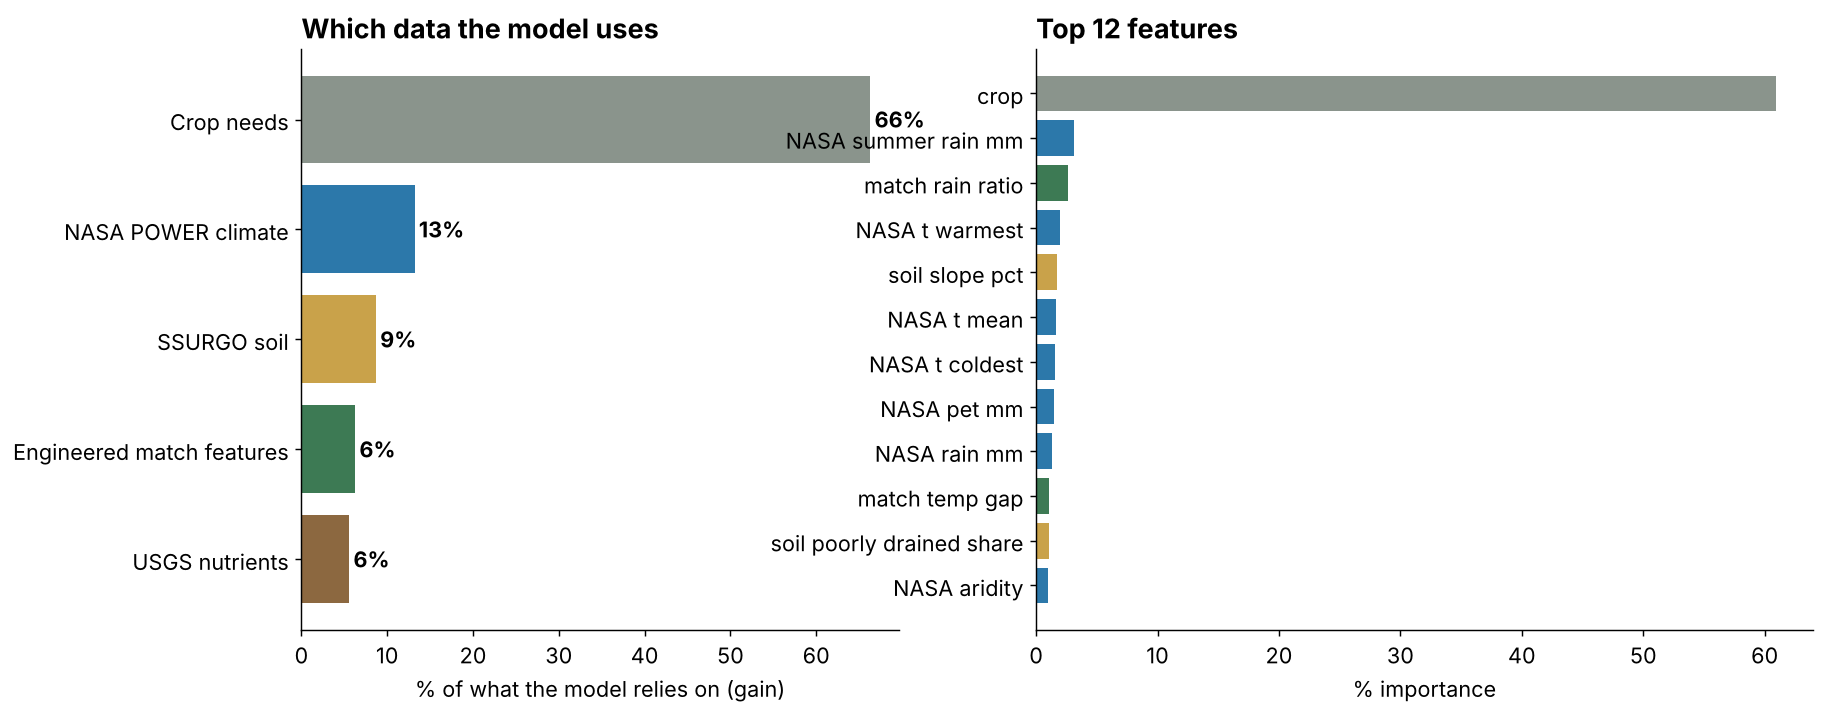 Which data the model uses
Crop needs
66%
NASA POWER climate
13%
SSURGO soil
9%
Engineered match features
6%
USGS nutrients
6%
0 10 20 30 40 50 60
% of what the model relies on (gain)
Top 12 features
crop
NASA summer rain mm
match rain ratio
NASA t warmest
soil slope pct
NASA t mean
NASA t coldest
NASA pet mm
NASA rain mm
match temp gap
soil poorly drained share
NASA aridity
0 10 20 30 40 50 60
% importance